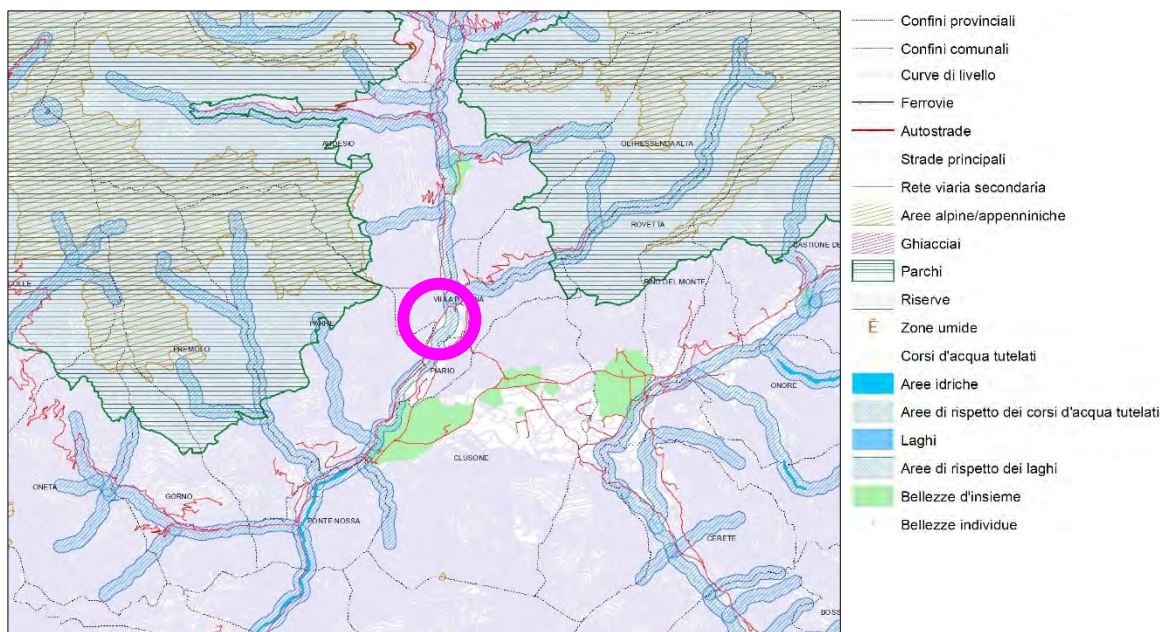 ARDESIO
OLTRESSENDA ALTA
ROVETTA
CASTIONE DE
COLLE
FINO DEL MONTE
PARRE
PREMOLO
PIARIO
ONORE
CLUSONE
ONETA
GORNO
PONTE NOSSA
CERETE
BOSS
Confini provinciali
Confini comunali
Curve di livello
Ferrovie
Autostrade
Strade principali
Rete viaria secondaria
Aree alpine/appenniniche
Ghiacciai
Parchi
Riserve
Zone umide
Corsi d'acqua tutelati
Aree idriche
Aree di rispetto dei corsi d'acqua tutelati
Laghi
Aree di rispetto dei laghi
Bellezze d'insieme
Bellezze individue